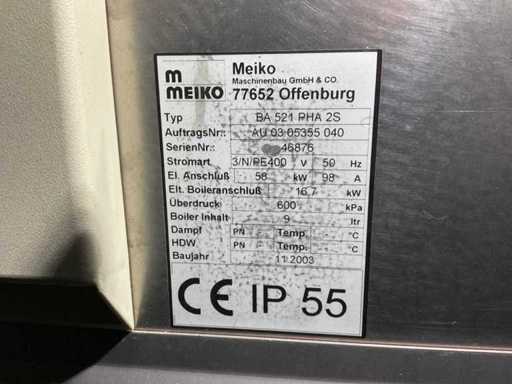 m
MEIKO
Meiko
Maschinenbau GmbH & CO.
77652 Offenburg
Typ BA 521 PHA 2S
AuftragsNr: AU 03 05355 040
SerienNr: 46876
Stromart 3/N/PE400 V 50 Hz
El. Anschluß 58 kW 98 A
Elt. Boileranschluß 16.7 kW
Überdruck 600 kPa
Boiler Inhalt 9 ltr
Dampf PN - Temp. - °C
HDW PN - Temp. - °C
Baujahr 11.2003
CE IP 55